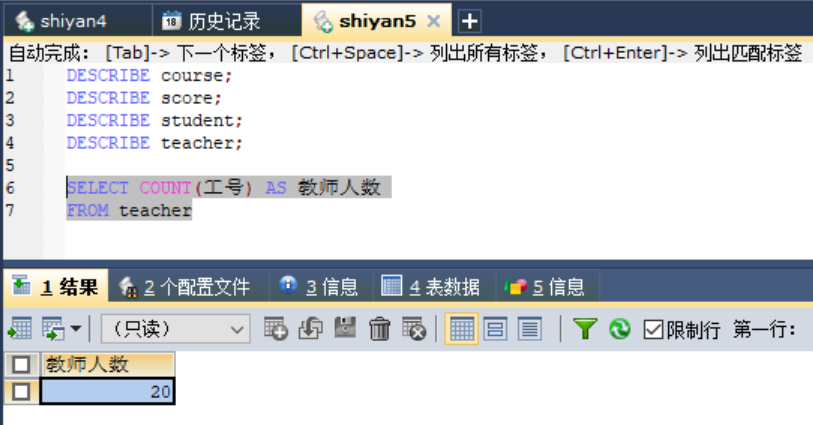 shiyan4 历史记录 shiyan5
自动完成: [Tab]-> 下一个标签, [Ctrl+Space]-> 列出所有标签, [Ctrl+Enter]-> 列出匹配标签
1 DESCRIBE course;
2 DESCRIBE score;
3 DESCRIBE student;
4 DESCRIBE teacher;
5
6 SELECT COUNT(工号) AS 教师人数
7 FROM teacher
1 结果 2 个配置文件 3 信息 4 表数据 5 信息
(只读) 限制行 第一行:
教师人数
20